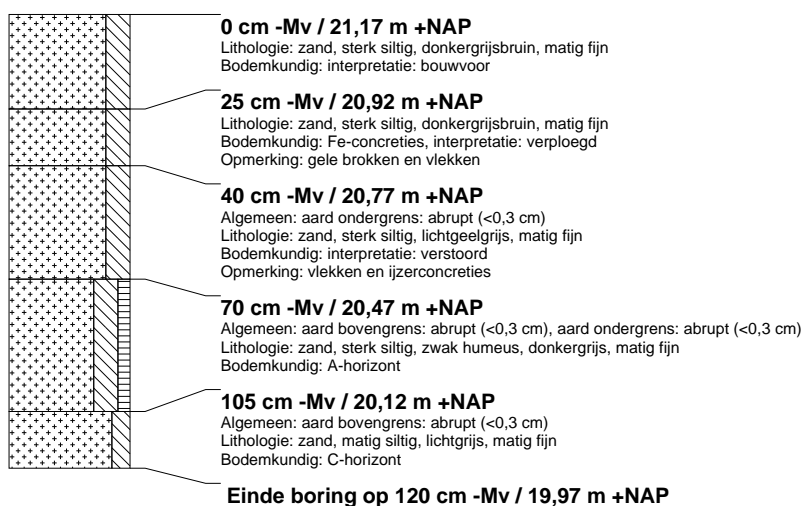 0 cm -Mv / 21,17 m +NAP
Lithologie: zand, sterk siltig, donkergrijsbruin, matig fijn
Bodemkundig: interpretatie: bouwvoor
25 cm -Mv / 20,92 m +NAP
Lithologie: zand, sterk siltig, donkergrijsbruin, matig fijn
Bodemkundig: Fe-concreties, interpretatie: verploegd
Opmerking: gele brokken en vlekken
40 cm -Mv / 20,77 m +NAP
Algemeen: aard ondergrens: abrupt (<0,3 cm)
Lithologie: zand, sterk siltig, lichtgeelgrijs, matig fijn
Bodemkundig: interpretatie: verstoord
Opmerking: vlekken en ijzerconcreties
70 cm -Mv / 20,47 m +NAP
Algemeen: aard bovengrens: abrupt (<0,3 cm), aard ondergrens: abrupt (<0,3 cm)
Lithologie: zand, sterk siltig, zwak humeus, donkergrijs, matig fijn
Bodemkundig: A-horizont
105 cm -Mv / 20,12 m +NAP
Algemeen: aard bovengrens: abrupt (<0,3 cm)
Lithologie: zand, matig siltig, lichtgrijs, matig fijn
Bodemkundig: C-horizont
Einde boring op 120 cm -Mv / 19,97 m +NAP